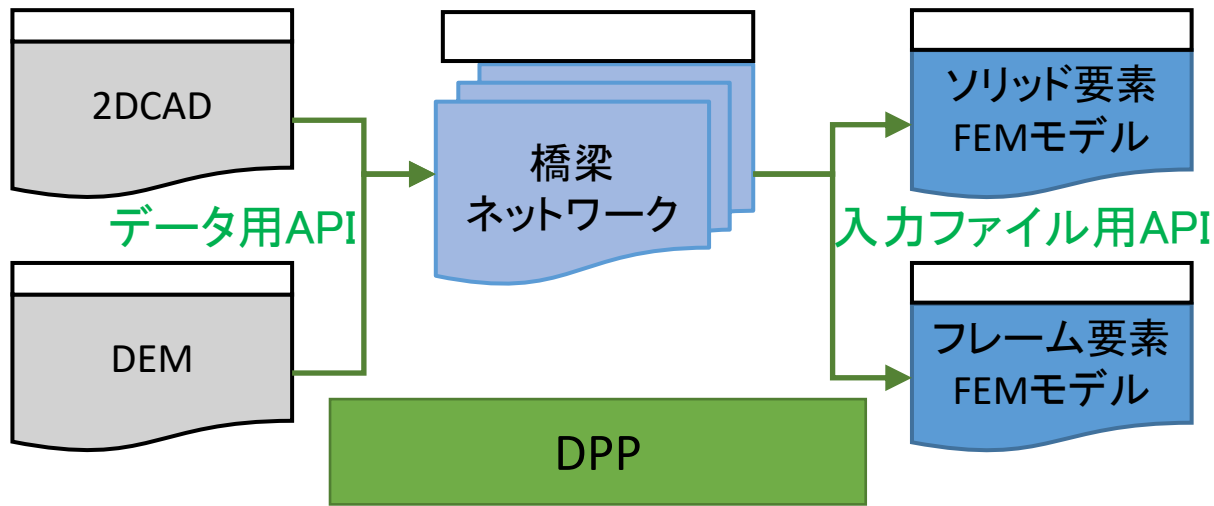 2DCAD
データ用API
DEM
橋梁
ネットワーク
DPP
ソリッド要素
FEMモデル
入力ファイル用API
フレーム要素
FEMモデル